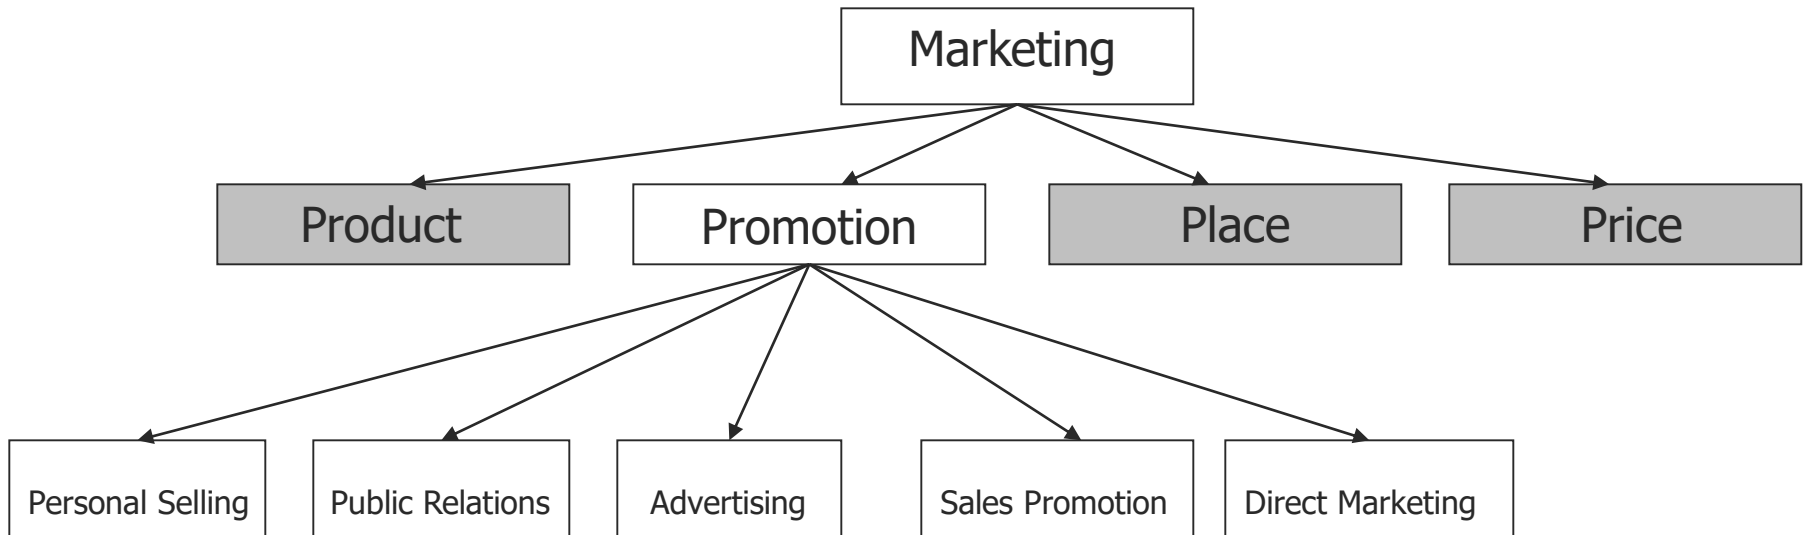 Marketing
Product
Promotion
Place
Price
Personal Selling
Public Relations
Advertising
Sales Promotion
Direct Marketing